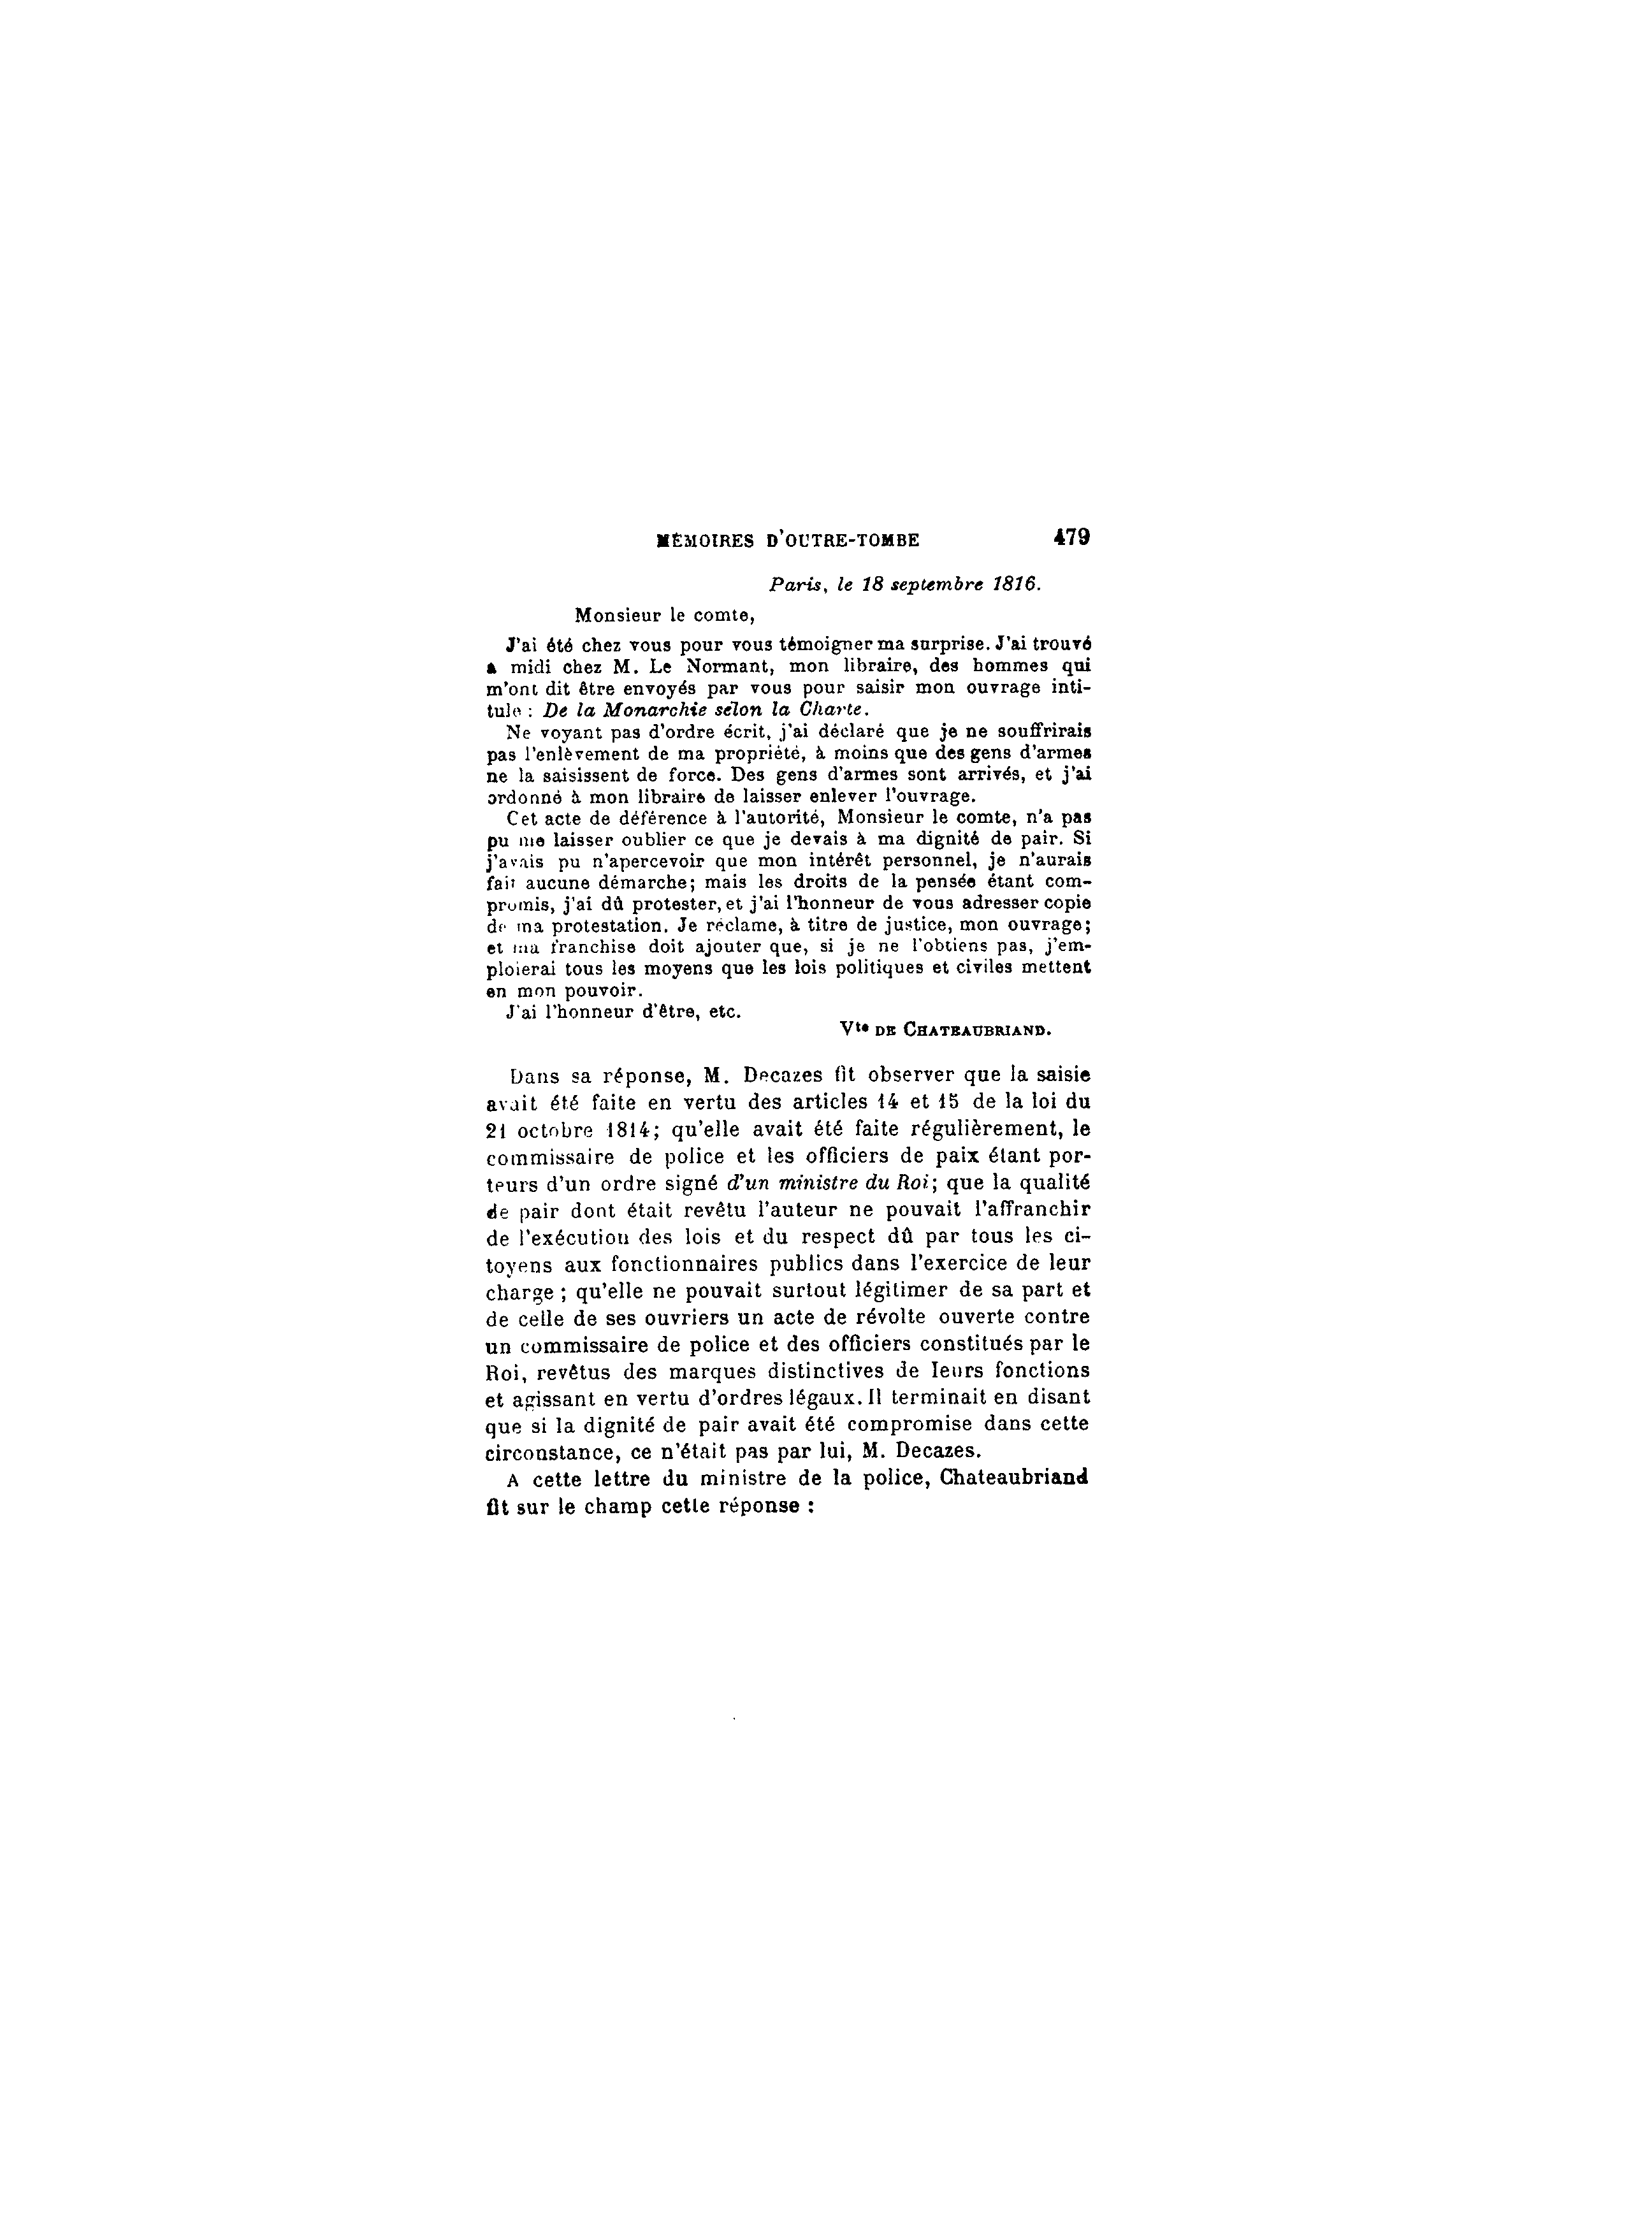 MÉMOIRES D'OUTRE-TOMBE 479
Paris, le 18 septembre 1816.
Monsieur le comte,
J'ai été chez vous pour vous témoigner ma surprise. J'ai trouvé
à midi chez M. Le Normant, mon libraire, des hommes qui
m'ont dit être envoyés par vous pour saisir mon ouvrage inti-
tulé : De la Monarchie selon la Charte.
Ne voyant pas d'ordre écrit, j'ai déclaré que je ne souffrirais
pas l'enlèvement de ma propriété, à moins que des gens d'armes
ne la saisissent de force. Des gens d'armes sont arrivés, et j'ai
ordonné à mon libraire de laisser enlever l'ouvrage.
Cet acte de déférence à l'autorité, Monsieur le comte, n'a pas
pu me laisser oublier ce que je devais à ma dignité de pair. Si
j'avais pu n'apercevoir que mon intérêt personnel, je n'aurais
fait aucune démarche; mais les droits de la pensée étant com-
promis, j'ai dû protester, et j'ai l'honneur de vous adresser copie
de ma protestation. Je réclame, à titre de justice, mon ouvrage;
et ma franchise doit ajouter que, si je ne l'obtiens pas, j'em-
ploierai tous les moyens que les lois politiques et civiles mettent
en mon pouvoir.
J'ai l'honneur d'être, etc.
Vte DE CHATEAUBRIAND.
Dans sa réponse, M. Decazes fit observer que la saisie
avait été faite en vertu des articles 14 et 15 de la loi du
21 octobre 1814; qu'elle avait été faite régulièrement, le
commissaire de police et les officiers de paix étant por-
teurs d'un ordre signé d'un ministre du Roi; que la qualité
de pair dont était revêtu l'auteur ne pouvait l'affranchir
de l'exécution des lois et du respect dû par tous les ci-
toyens aux fonctionnaires publics dans l'exercice de leur
charge ; qu'elle ne pouvait surtout légitimer de sa part et
de celle de ses ouvriers un acte de révolte ouverte contre
un commissaire de police et des officiers constitués par le
Roi, revêtus des marques distinctives de leurs fonctions
et agissant en vertu d'ordres légaux. Il terminait en disant
que si la dignité de pair avait été compromise dans cette
circonstance, ce n'était pas par lui, M. Decazes.
A cette lettre du ministre de la police, Chateaubriand
fit sur le champ cette réponse :